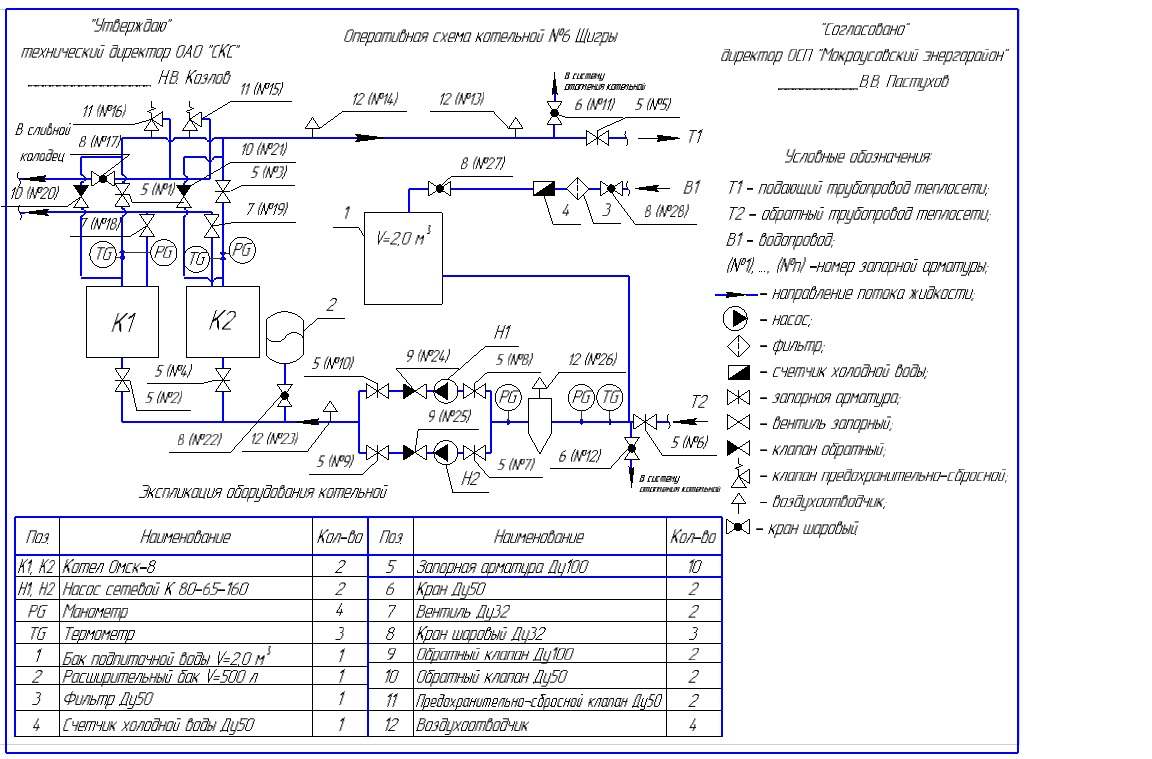 "Утверждаю"
технический директор ОАО "СКС"
Н.В. Козлов
Оперативная схема котельной №6 Щигры
"Согласовано"
директор ОСП "Мокроусовский энергорайон"
В.В. Пастухов
11 (№16)
11 (№15)
12 (№14)
12 (№13)
В систему
отопления котельной
6 (№11)
5 (№5)
Т1
В сливной
колодец
8 (№17)
10 (№21)
5 (№3)
10 (№20)
5 (№1)
7 (№19)
7 (№18)
TG
PG
TG
PG
К1
К2
1
V=2,0 м³
8 (№27)
4
3
8 (№28)
В1
2
5 (№4)
5 (№2)
8 (№22)
12 (№23)
5 (№10)
9 (№24)
Н1
5 (№8)
12 (№26)
9 (№25)
5 (№9)
Н2
5 (№7)
PG
PG
TG
Т2
5 (№6)
6 (№12)
В систему
отопления котельной
Условные обозначения:
Т1 - подающий трубопровод теплосети;
Т2 - обратный трубопровод теплосети;
В1 - водопровод;
(№1), ..., (№n) -номер запорной арматуры;
- направление потока жидкости;
- насос;
- фильтр;
- счетчик холодной воды;
- запорная арматура;
- вентиль запорный;
- клапан обратный;
- клапан предохранительно-сбросной;
- воздухоотводчик;
- кран шаровый
Экспликация оборудования котельной
Поз Наименование Кол-во Поз Наименование Кол-во
К1, К2 Котел Омск-8 2 5 Запорная арматура Ду100 10
Н1, Н2 Насос сетевой К 80-65-160 2 6 Кран Ду50 2
PG Манометр 4 7 Вентиль Ду32 2
TG Термометр 3 8 Кран шаровый Ду32 3
1 Бак подпиточной воды V=2,0 м³ 1 9 Обратный клапан Ду100 2
2 Расширительный бак V=500 л 1 10 Обратный клапан Ду50 2
3 Фильтр Ду50 1 11 Предохранительно-сбросной клапан Ду50 2
4 Счетчик холодной воды Ду50 1 12 Воздухоотводчик 4